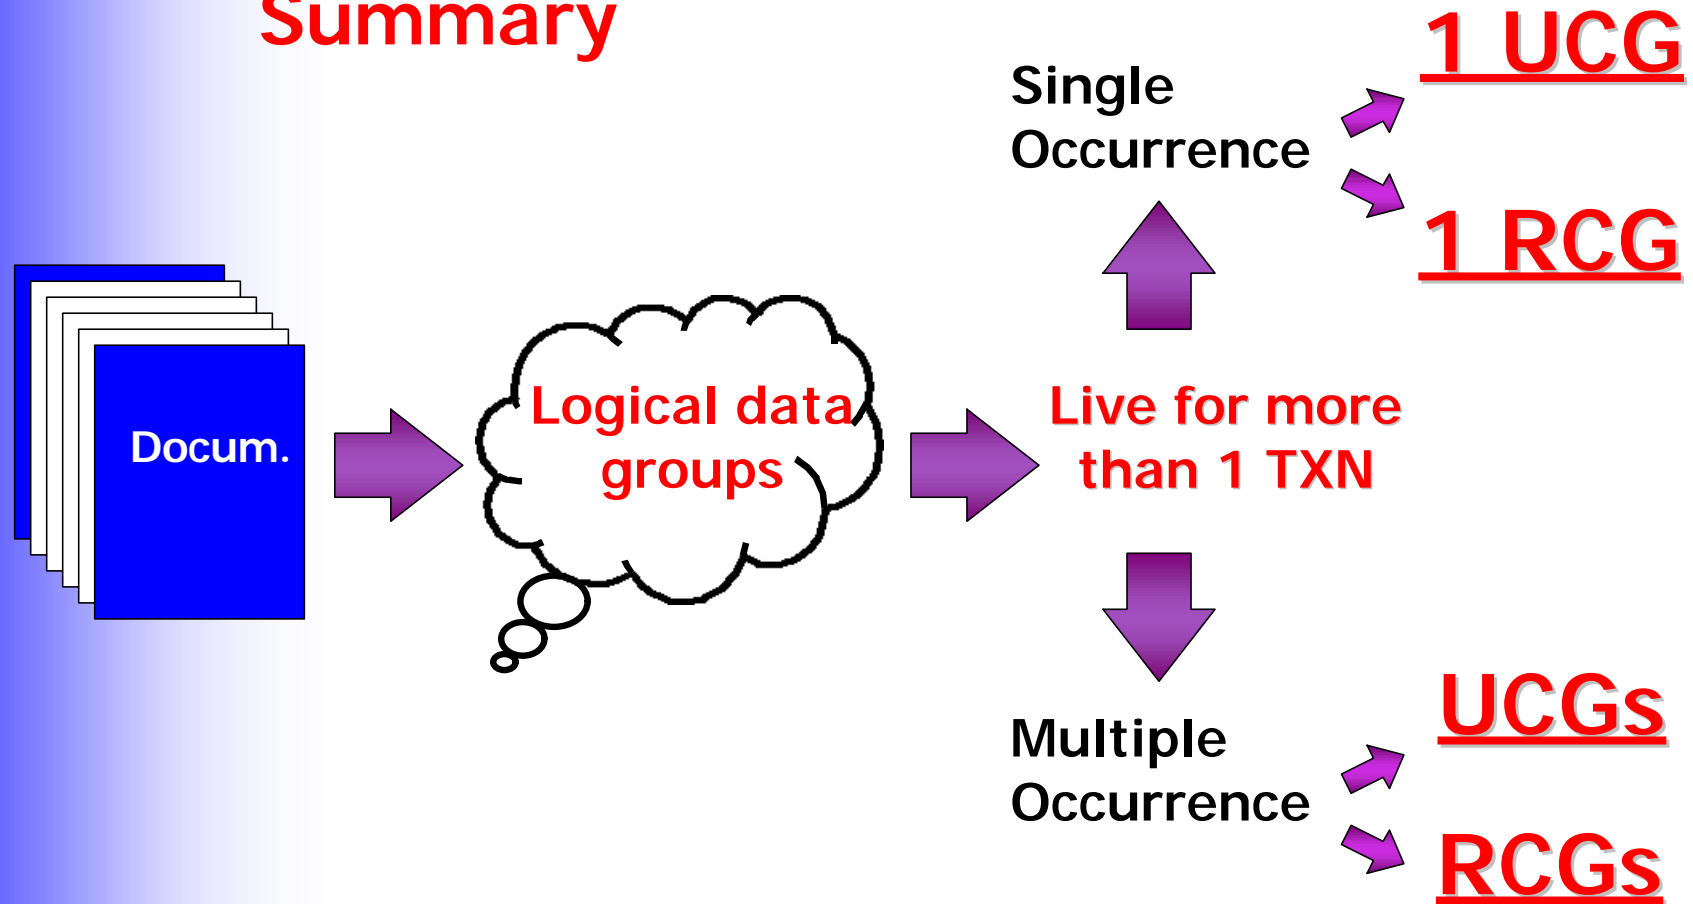 Summary
Docum.
Logical data
groups
Live for more
than 1 TXN
Single
Occurrence
1 UCG
1 RCG
Multiple
Occurrence
UCGs
RCGs